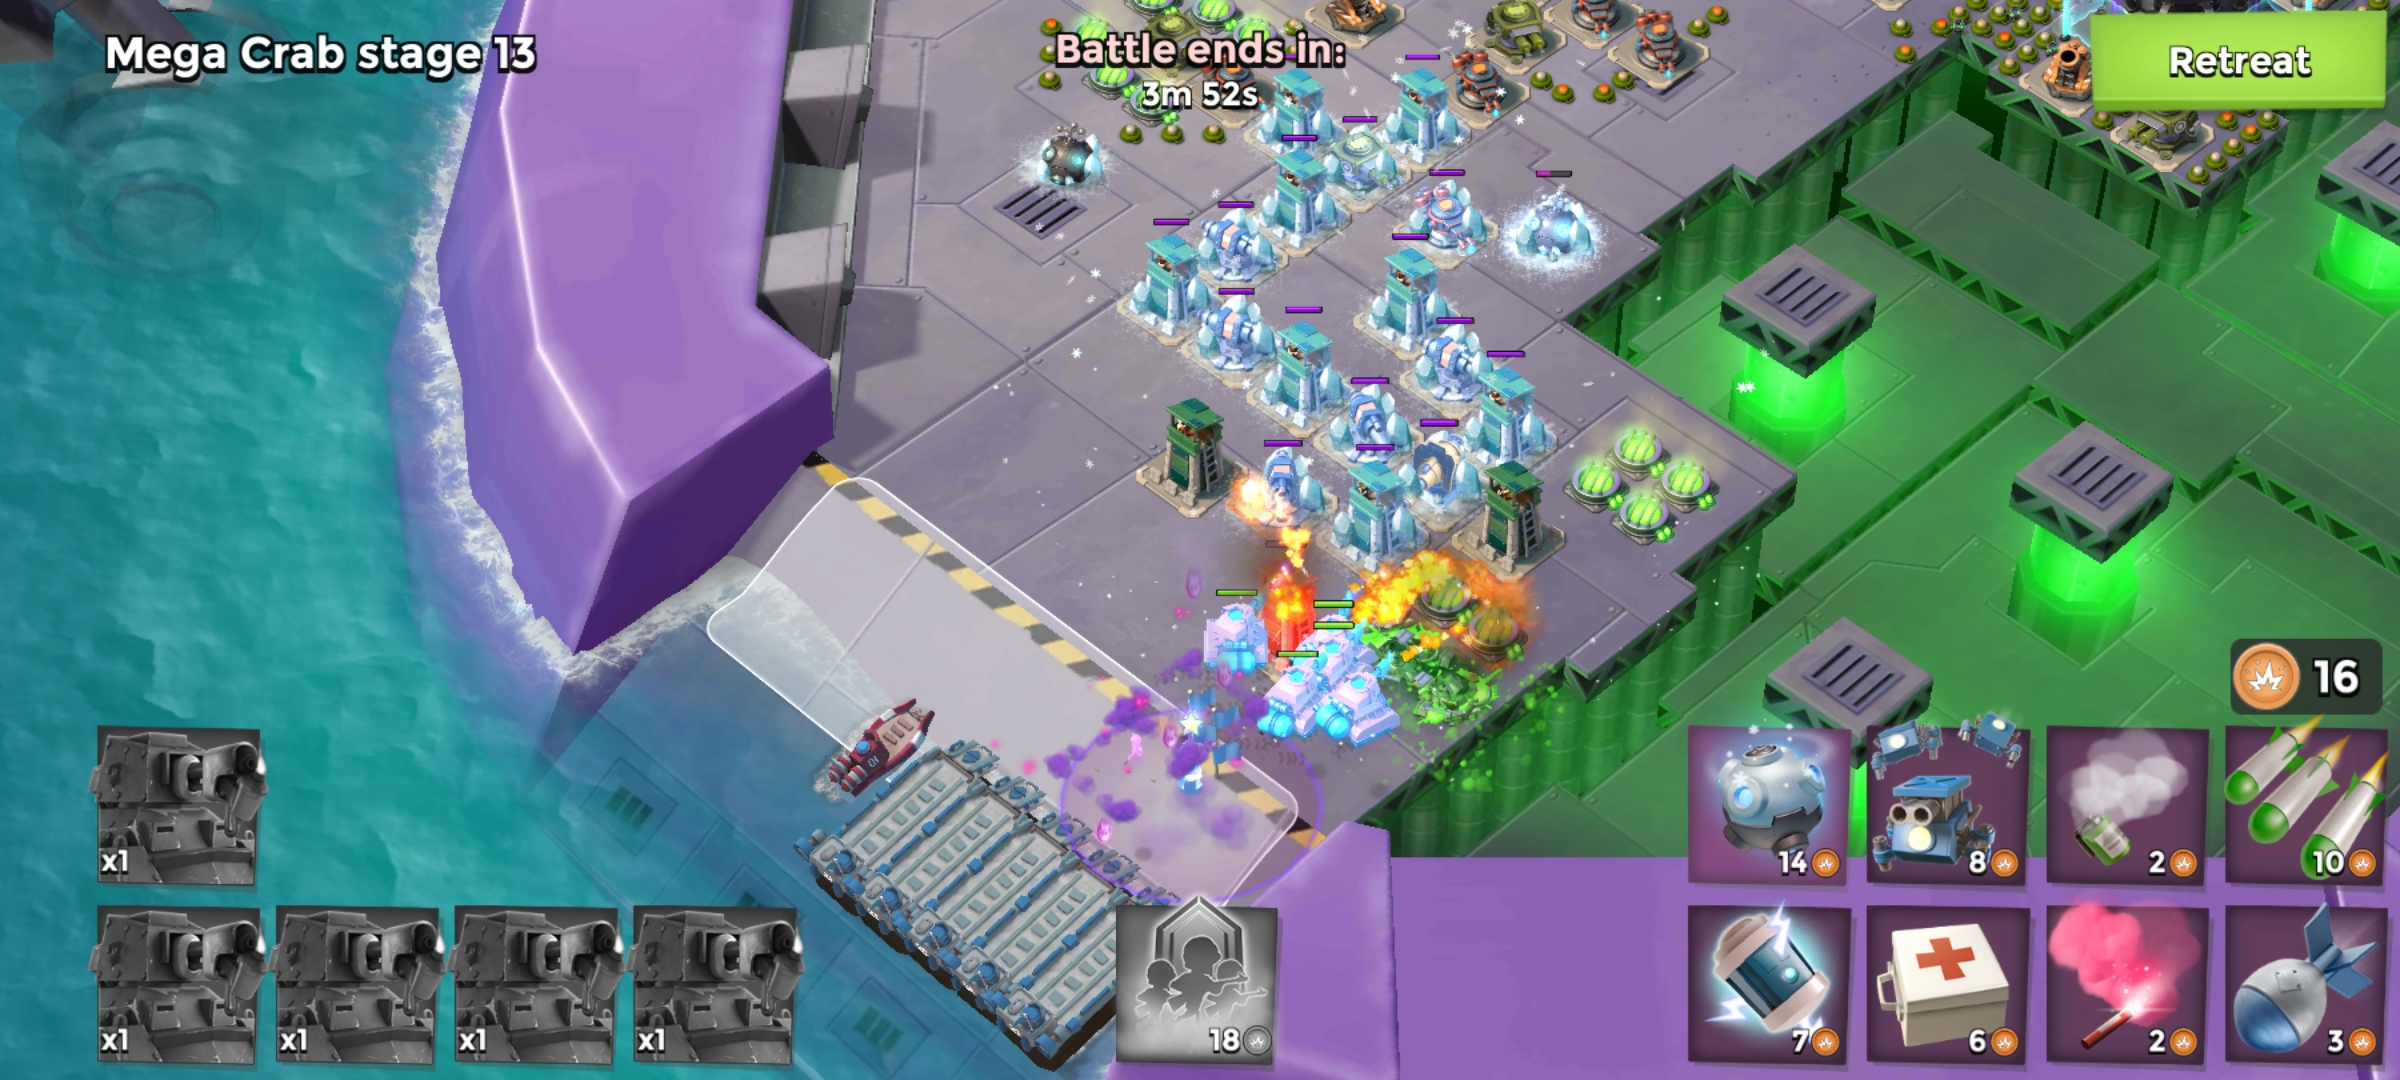 Mega Crab stage 13
Battle ends in:
3m 52s
Retreat
16
x1
14
8
2
10
x1
x1
x1
x1
18
7
6
2
3